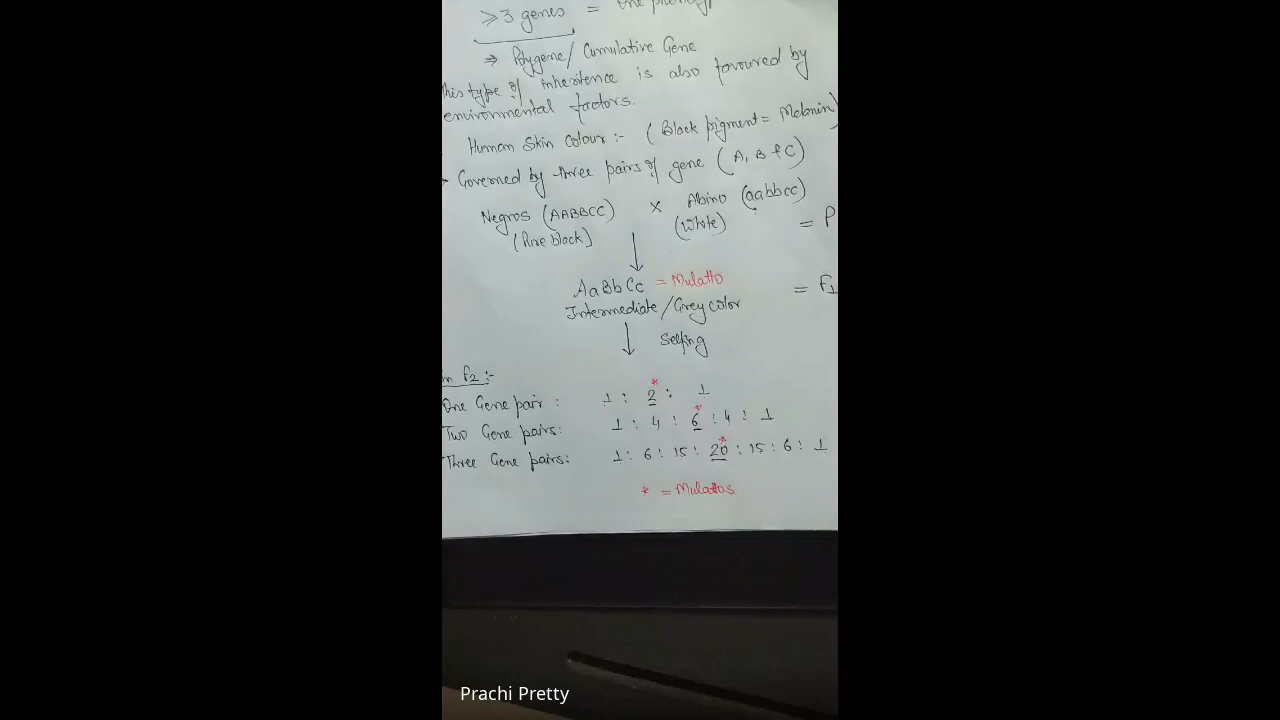 ≥3 genes = One
⇒ Polygene/ Cumulative Gene
This type of inheritence is also favoured by
environmental factors.
Human Skin Colour :- ( Black pigment = Melanin)
→ Governed by three pairs of gene ( A, B & C)
Negros (AABBCC) × Albino (aabbcc)
(Pure black) (White) = P
AaBbCc = Mulatto
Intermediate / Grey color = F1
Selfing
In F2 :-
One Gene pair : 1 : 2* : 1
Two Gene pairs: 1 : 4 : 6* : 4 : 1
Three Gene pairs: 1 : 6 : 15 : 20* : 15 : 6 : 1
* = Mulattos
Prachi Pretty